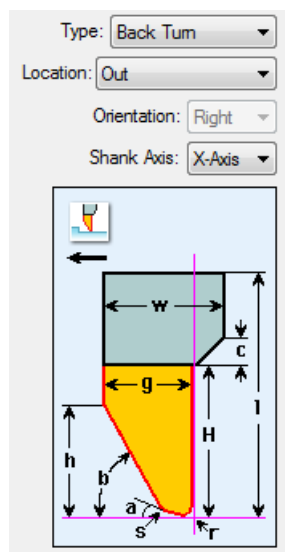 Type: Back Turn
Location: Out
Orientation: Right
Shank Axis: X-Axis
w
c
g
l
H
h
b
a
s
r